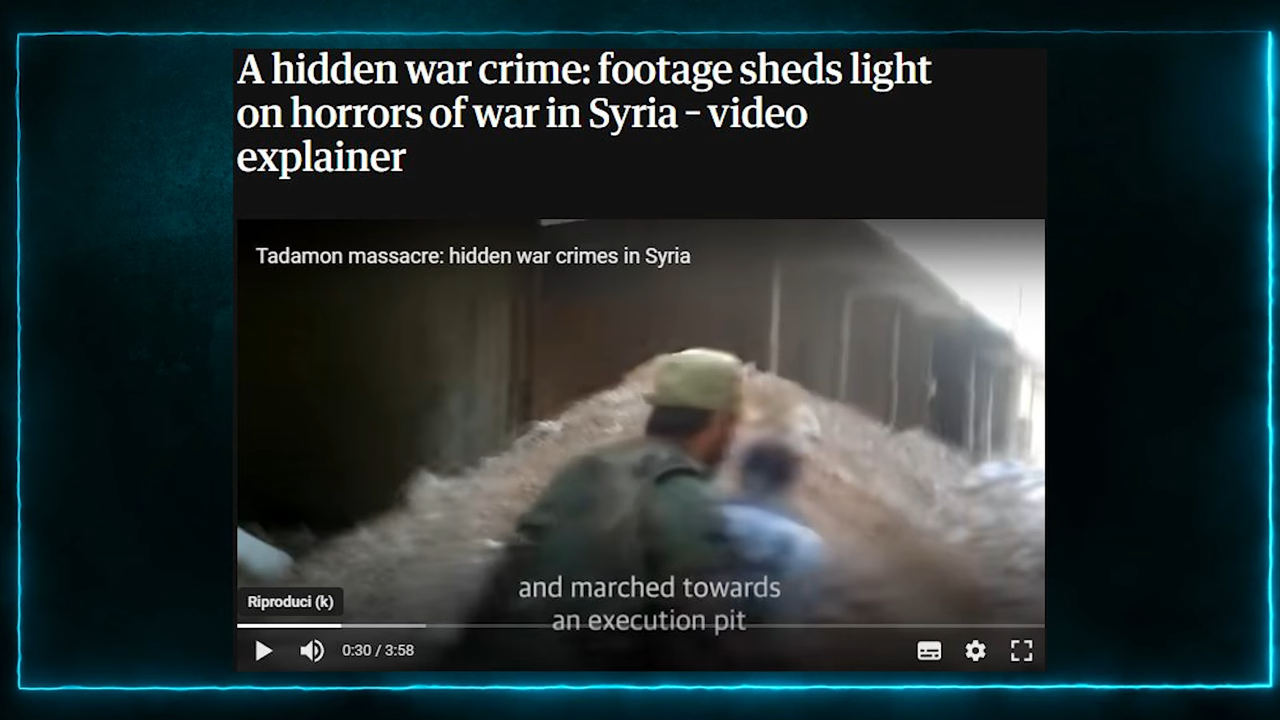 A hidden war crime: footage sheds light
on horrors of war in Syria – video
explainer
Tadamon massacre: hidden war crimes in Syria
and marched towards
an execution pit
Riproduci (k)
0:30 / 3:58